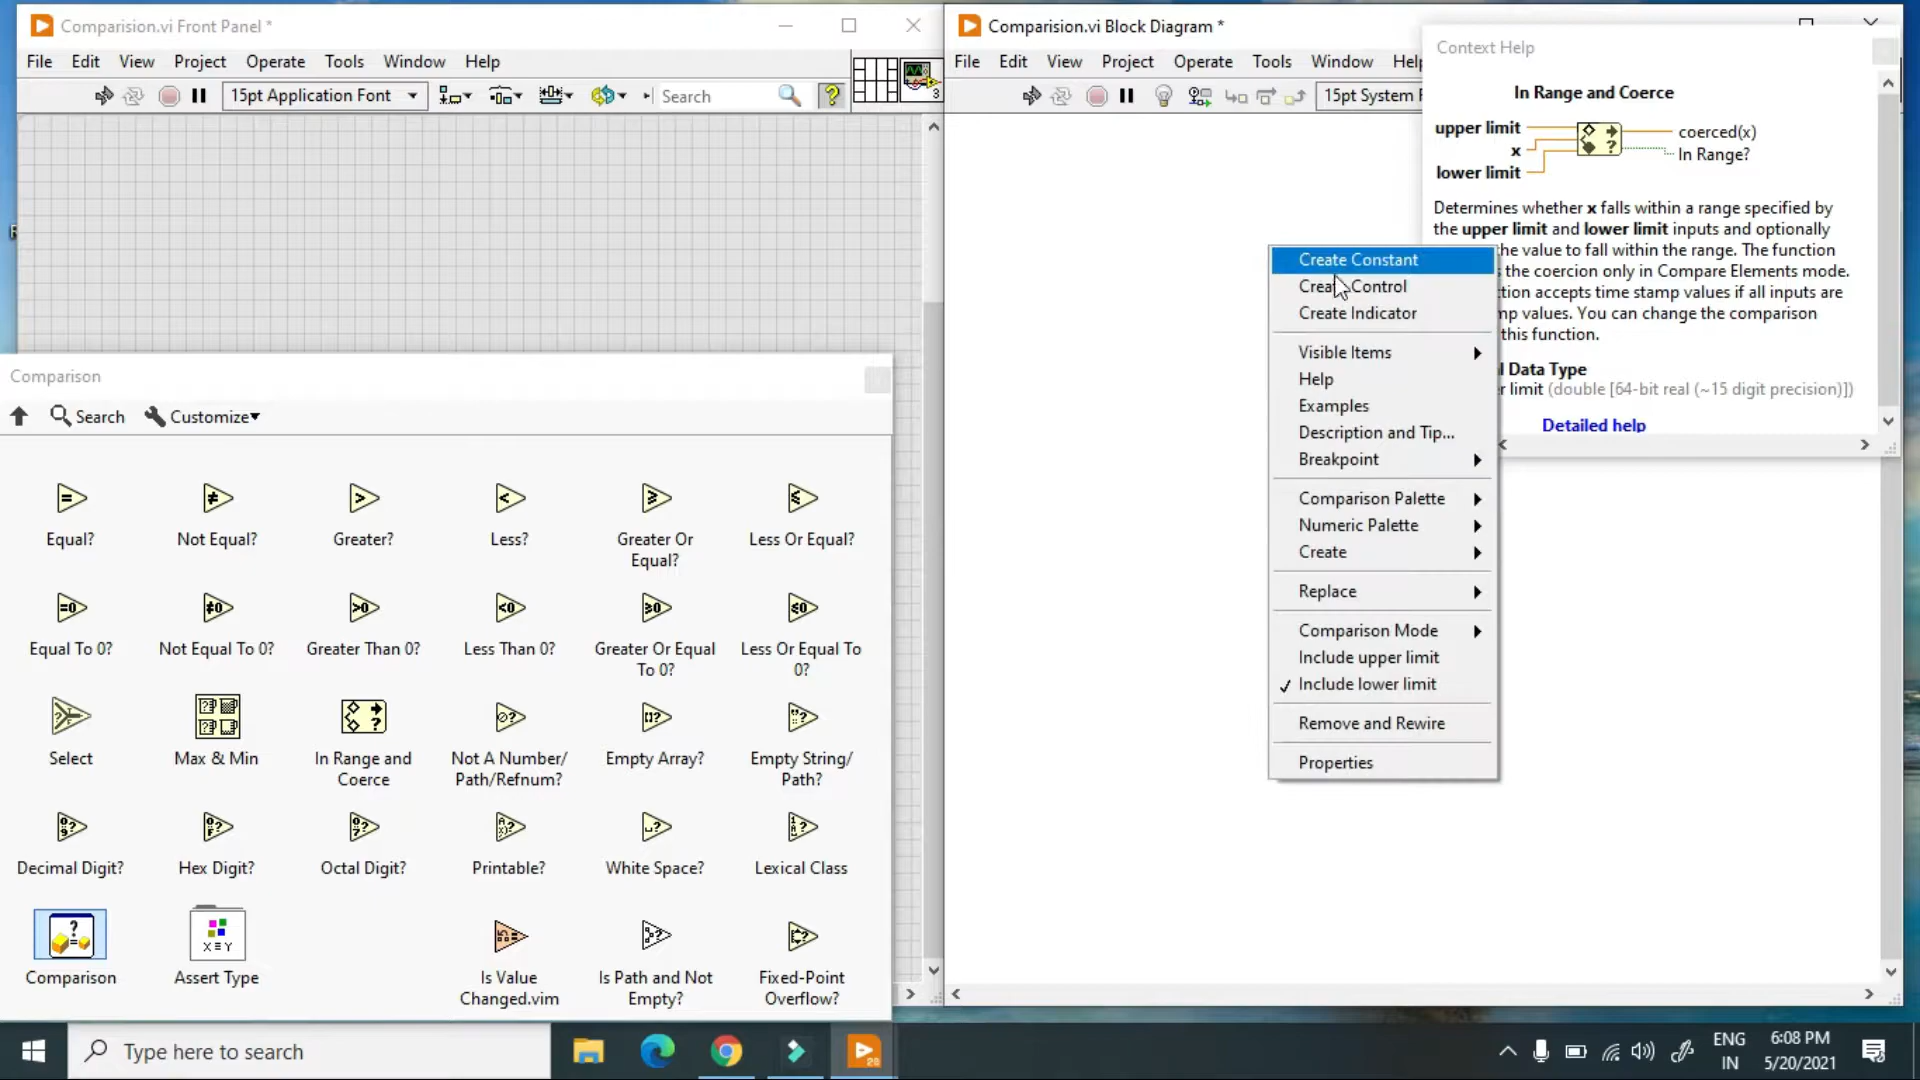 Comparision.vi Front Panel *
File Edit View Project Operate Tools Window Help
15pt Application Font
Search
3
Comparison
Search
Customize
Equal?
Not Equal?
Greater?
Less?
Greater Or Equal?
Less Or Equal?
Equal To 0?
Not Equal To 0?
Greater Than 0?
Less Than 0?
Greater Or Equal To 0?
Less Or Equal To 0?
Select
Max & Min
In Range and Coerce
Not A Number/ Path/Refnum?
Empty Array?
Empty String/ Path?
Decimal Digit?
Hex Digit?
Octal Digit?
Printable?
White Space?
Lexical Class
Comparison
Assert Type
Is Value Changed.vim
Is Path and Not Empty?
Fixed-Point Overflow?
Comparision.vi Block Diagram *
File Edit View Project Operate Tools Window Help
15pt System F
Context Help
In Range and Coerce
upper limit
x
lower limit
coerced(x)
In Range?
Determines whether x falls within a range specified by
the upper limit and lower limit inputs and optionally
the value to fall within the range. The function
the coercion only in Compare Elements mode.
tion accepts time stamp values if all inputs are
mp values. You can change the comparison
this function.
l Data Type
r limit (double [64-bit real (~15 digit precision)])
Detailed help
Create Constant
Create Control
Create Indicator
Visible Items
Help
Examples
Description and Tip...
Breakpoint
Comparison Palette
Numeric Palette
Create
Replace
Comparison Mode
Include upper limit
Include lower limit
Remove and Rewire
Properties
Type here to search
ENG
IN
6:08 PM
5/20/2021